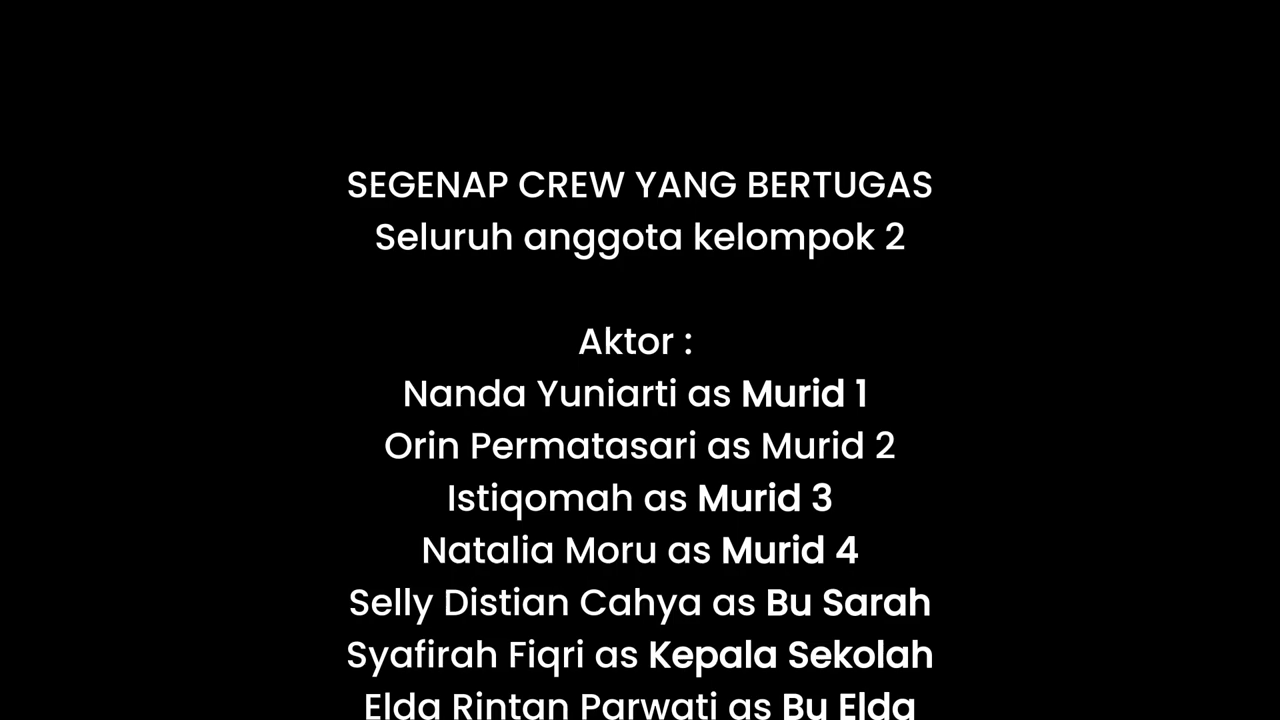 SEGENAP CREW YANG BERTUGAS
Seluruh anggota kelompok 2
Aktor :
Nanda Yuniarti as Murid 1
Orin Permatasari as Murid 2
Istiqomah as Murid 3
Natalia Moru as Murid 4
Selly Distian Cahya as Bu Sarah
Syafirah Fiqri as Kepala Sekolah
Elda Rintan Parwati as Bu Elda